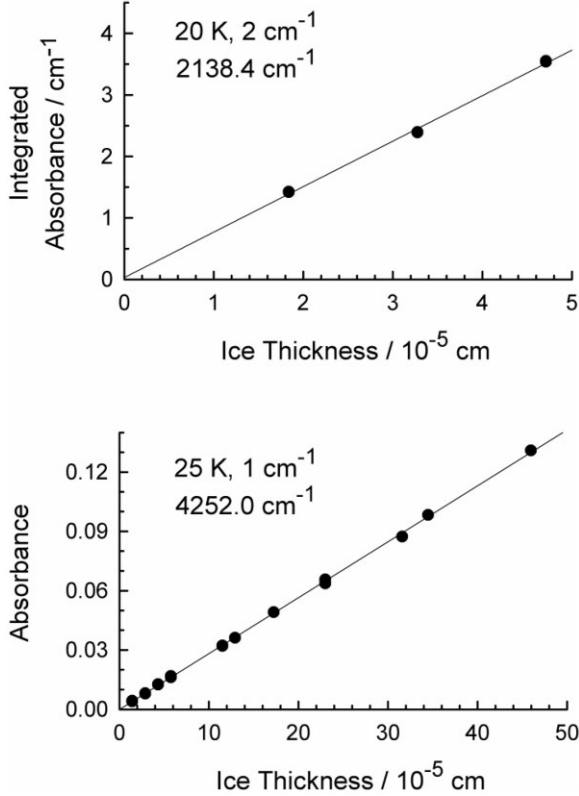 20 K, 2 cm⁻¹
2138.4 cm⁻¹
Integrated
Absorbance / cm⁻¹
4
3
2
1
0
0 1 2 3 4 5
Ice Thickness / 10⁻⁵ cm
25 K, 1 cm⁻¹
4252.0 cm⁻¹
Absorbance
0.12
0.09
0.06
0.03
0.00
0 10 20 30 40 50
Ice Thickness / 10⁻⁵ cm